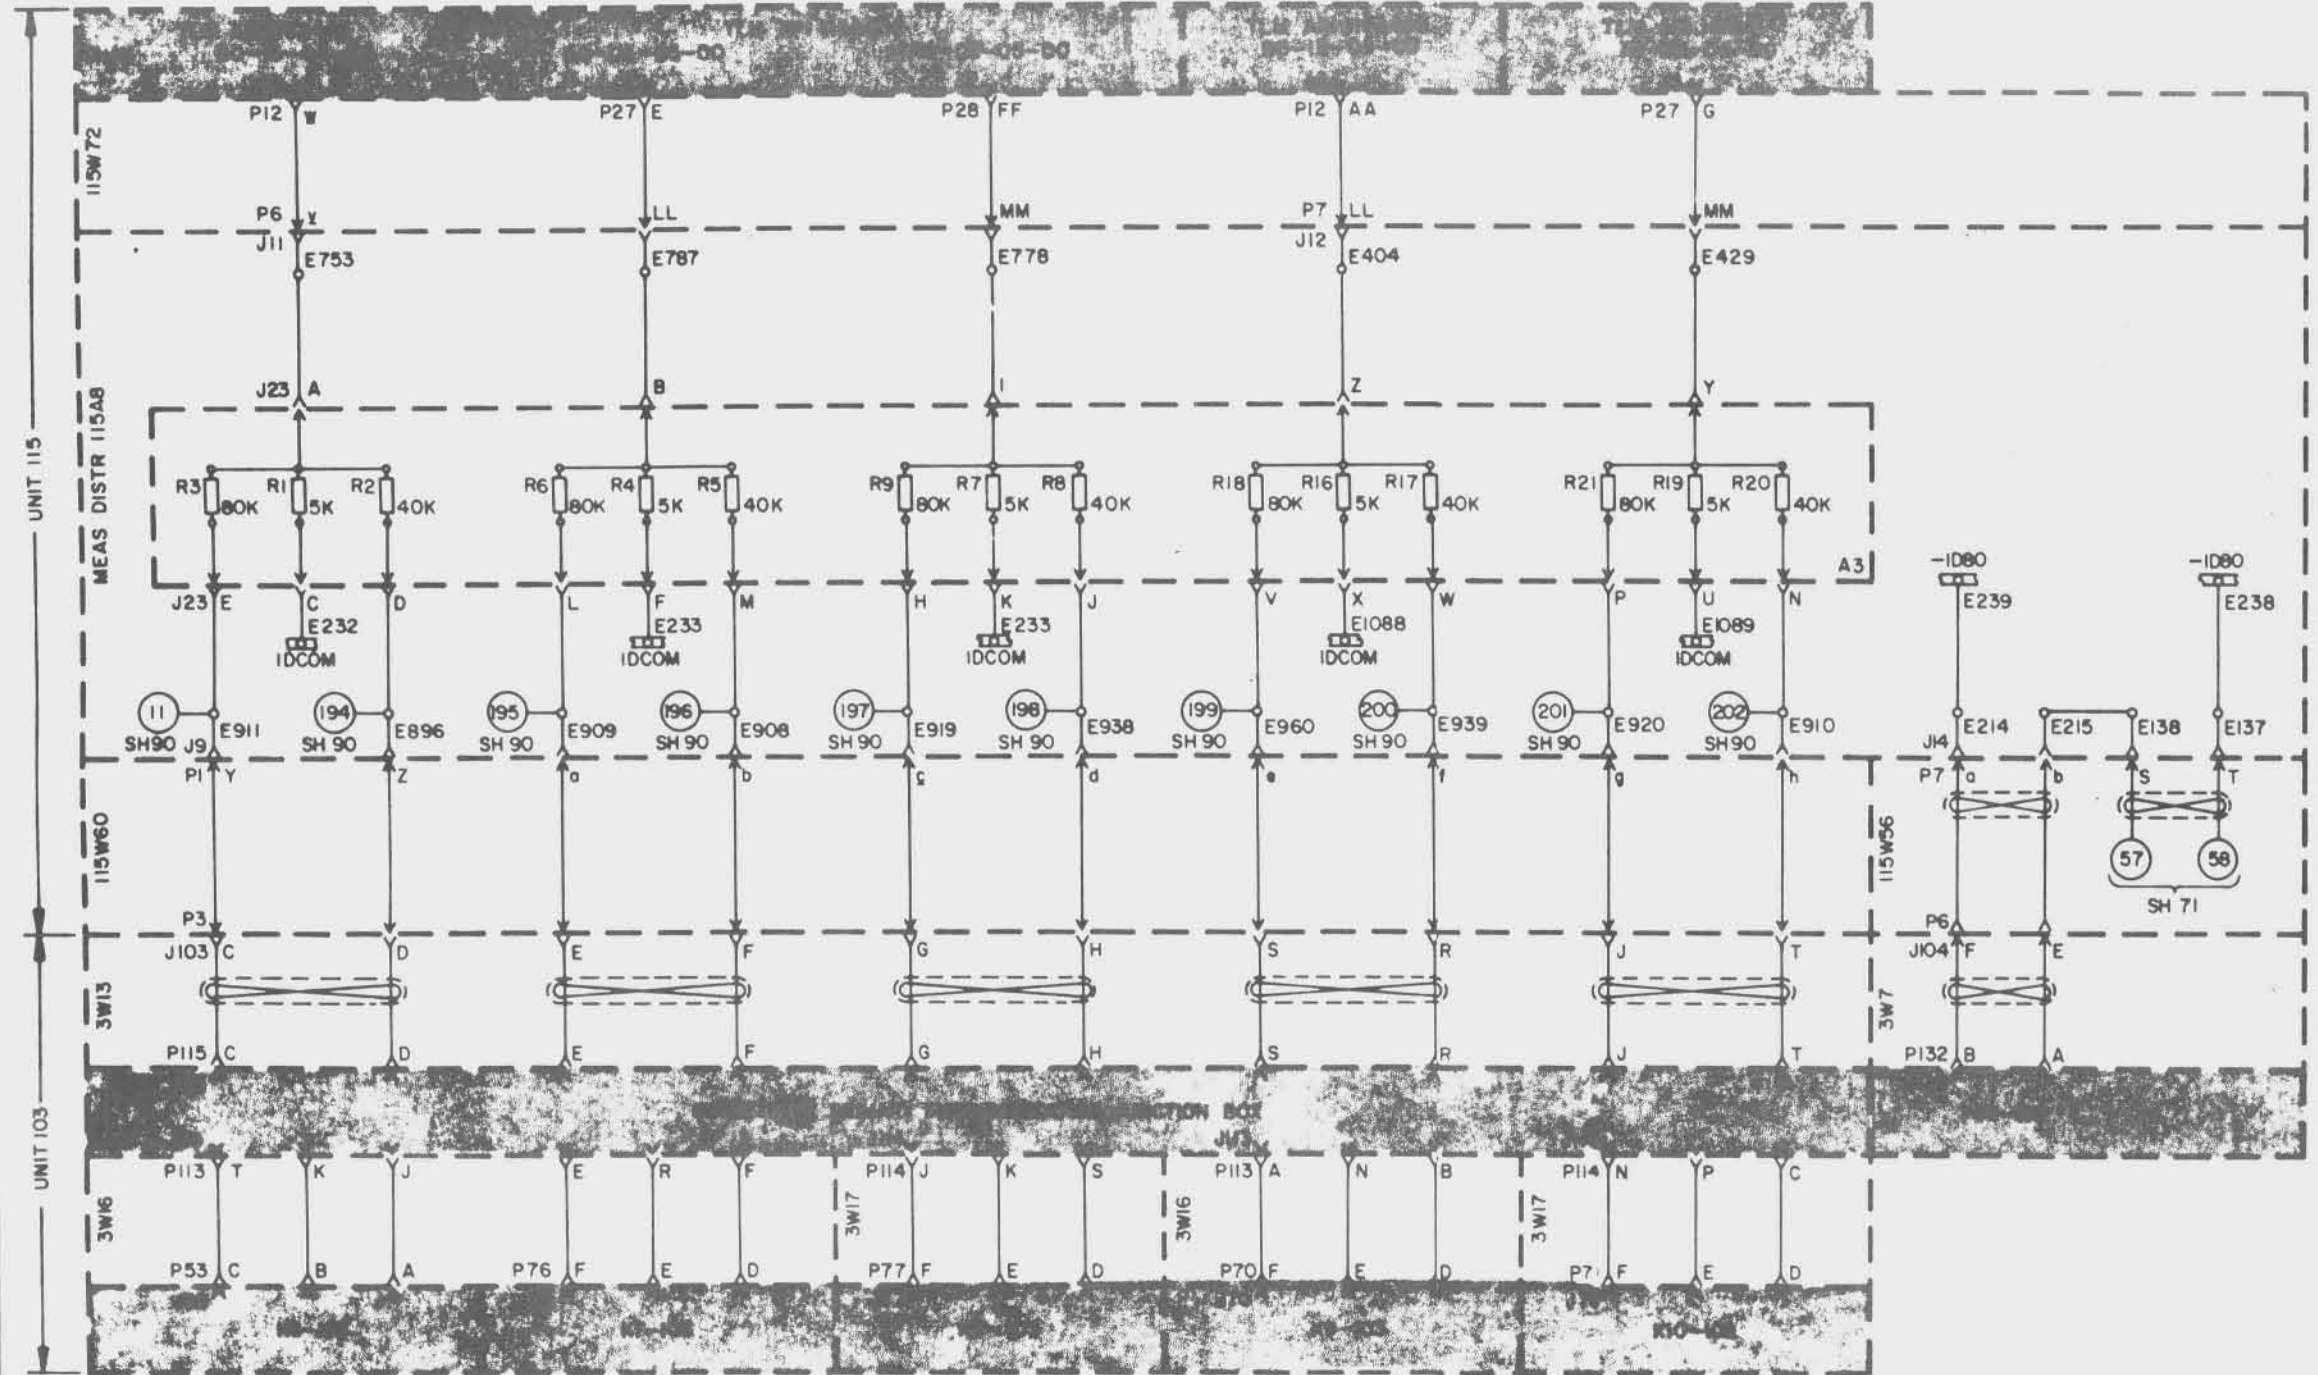 P12 W P27 E P28 FF P12 AA P27 G
115W72
P6 LL MM P7 LL MM
J11 J12
E753 E787 E778 E404 E429
UNIT 115
MEAS DISTR 115A8
J23 A B I Z Y
R3 R1 R2 R6 R4 R5 R9 R7 R8 R18 R16 R17 R21 R19 R20
80K 5K 40K 80K 5K 40K 80K 5K 40K 80K 5K 40K 80K 5K 40K
A3
-1D80 -1D80
J23 E C D L F M H K J V X W P U N E239 E238
E232 E233 E233 E1088 E1089
1DCOM 1DCOM 1DCOM 1DCOM 1DCOM
11 194 195 196 197 198 199 200 201 202
E911 E896 E909 E908 E919 E938 E960 E939 E920 E910 E214 E215 E138 E137
SH90 J9 SH 90 SH 90 SH 90 SH 90 SH 90 SH 90 SH 90 SH 90 SH 90 J14
P1 Y Z a b c d e f g h P7 a b S T
115W60
115W56
57 58
SH 71
P3 P6
J103 C D E F G H S R J T J104 F E
3W13
3W7
P115 C D E F G H S R J T P132 B A
UNIT 103
P113 T K J E R F P114 J K S P113 A N B P114 N P C
3W16 3W17 3W16 3W17
P53 C B A P76 F E D P77 F E D P70 F E D P71 F E D